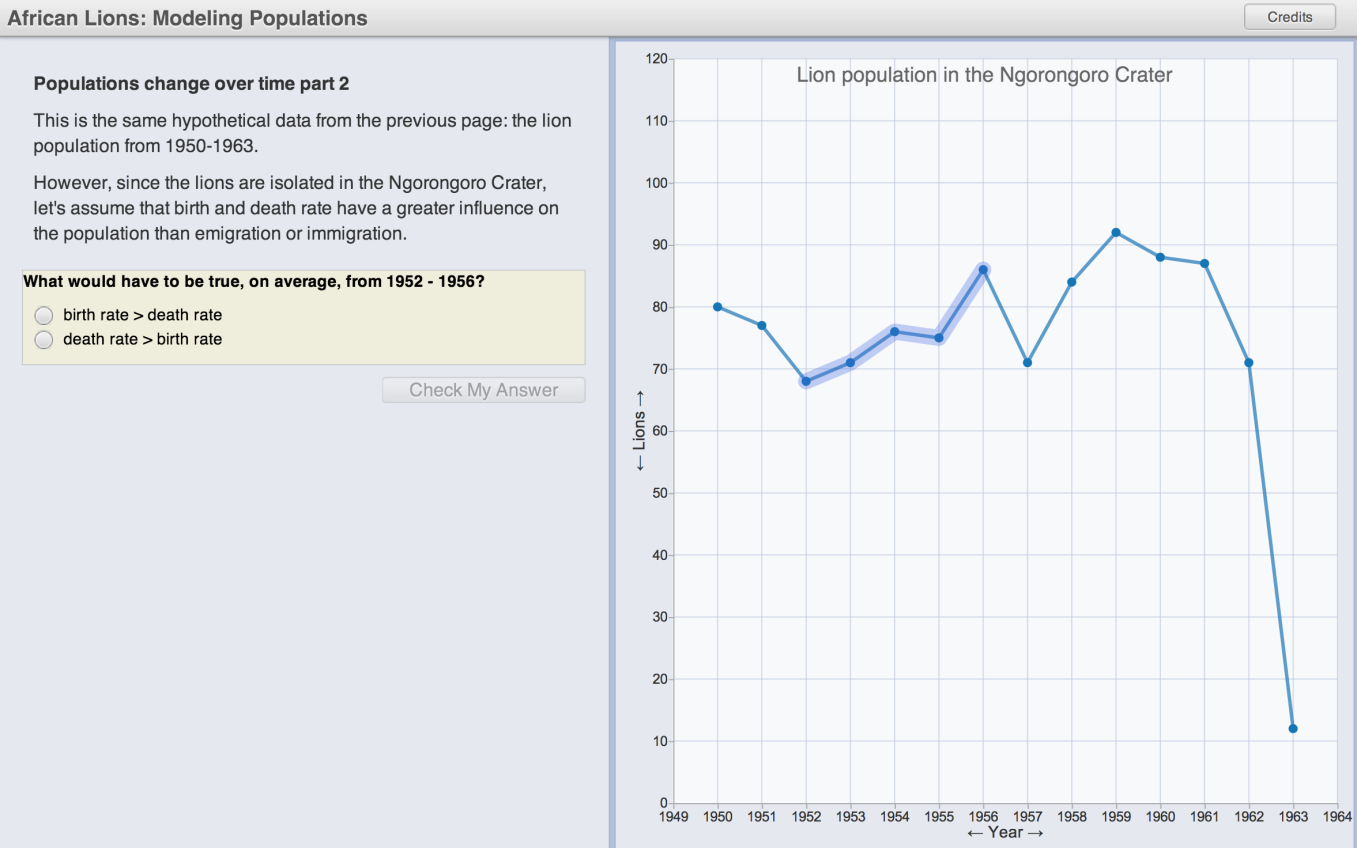 African Lions: Modeling Populations
Credits
Populations change over time part 2
This is the same hypothetical data from the previous page: the lion
population from 1950-1963.
However, since the lions are isolated in the Ngorongoro Crater,
let's assume that birth and death rate have a greater influence on
the population than emigration or immigration.
What would have to be true, on average, from 1952 - 1956?
birth rate > death rate
death rate > birth rate
Check My Answer
Lion population in the Ngorongoro Crater
120
110
100
90
80
70
60
50
40
30
20
10
0
← Lions →
1949 1950 1951 1952 1953 1954 1955 1956 1957 1958 1959 1960 1961 1962 1963 1964
← Year →